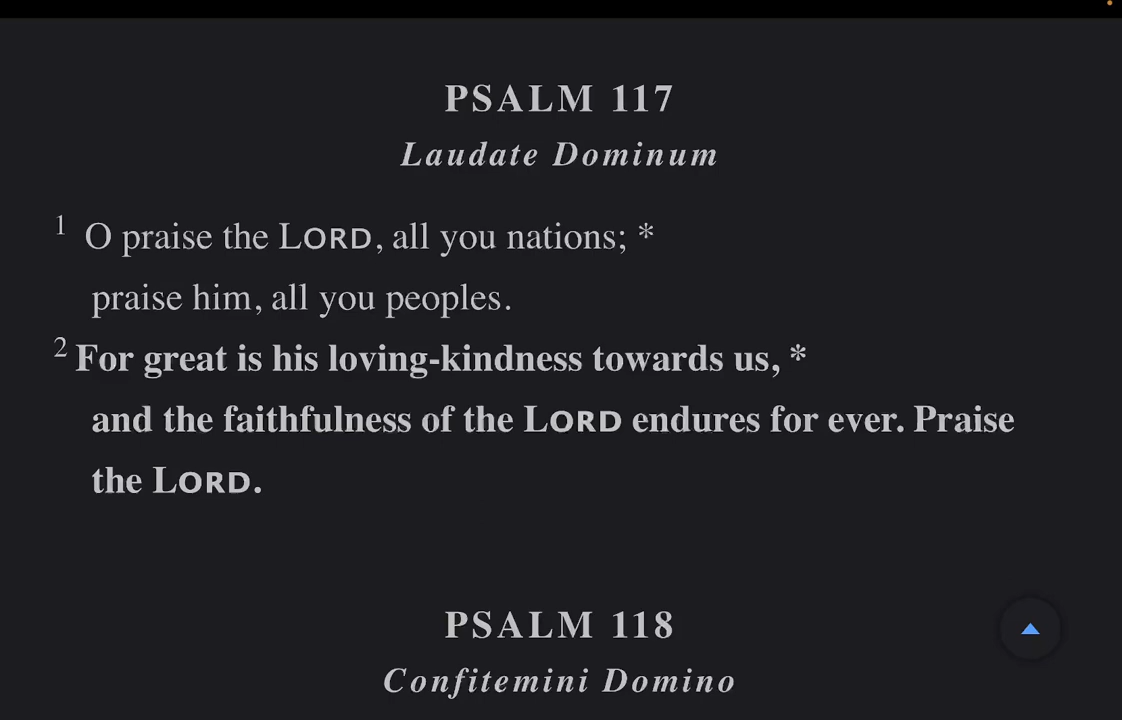 PSALM 117
Laudate Dominum
1 O praise the LORD, all you nations; *
praise him, all you peoples.
2 For great is his loving-kindness towards us, *
and the faithfulness of the LORD endures for ever. Praise
the LORD.
PSALM 118
Confitemini Domino